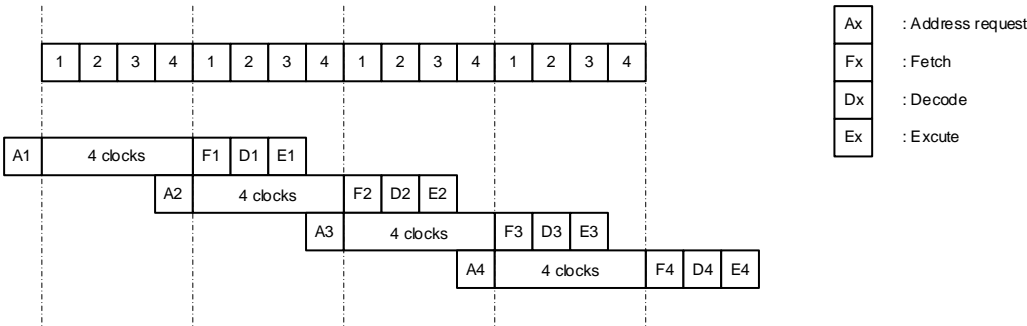 Ax : Address request
1 2 3 4 1 2 3 4 1 2 3 4 1 2 3 4
Fx : Fetch
Dx : Decode
Ex : Excute
A1 4 clocks F1 D1 E1
A2 4 clocks F2 D2 E2
A3 4 clocks F3 D3 E3
A4 4 clocks F4 D4 E4